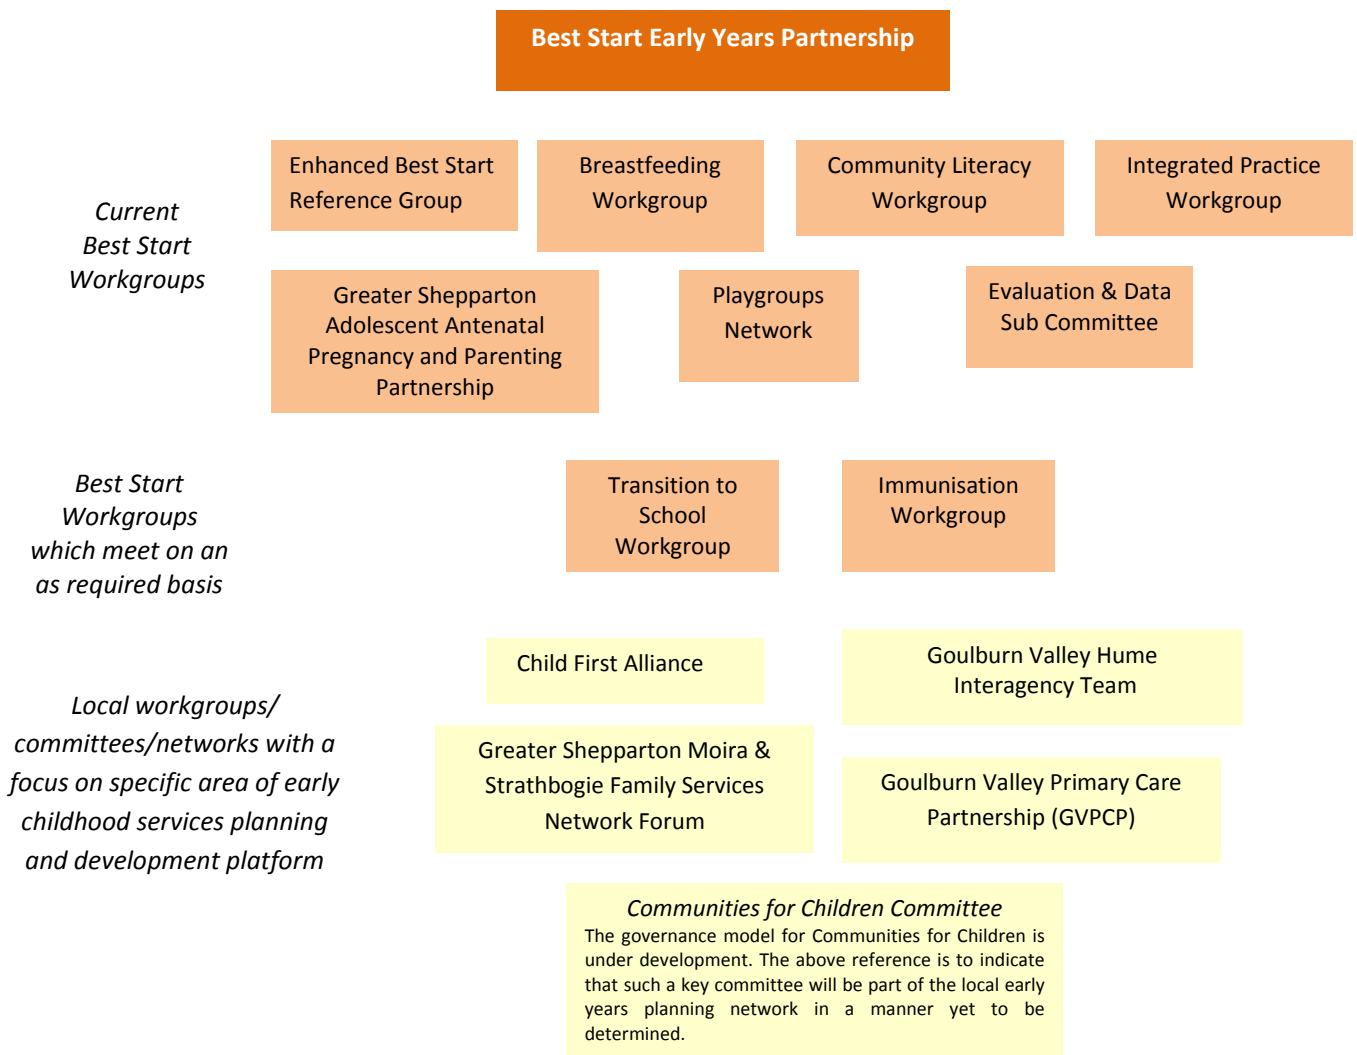 Best Start Early Years Partnership
Current
Best Start
Workgroups
Enhanced Best Start
Reference Group
Breastfeeding
Workgroup
Community Literacy
Workgroup
Integrated Practice
Workgroup
Greater Shepparton
Adolescent Antenatal
Pregnancy and Parenting
Partnership
Playgroups
Network
Evaluation & Data
Sub Committee
Best Start
Workgroups
which meet on an
as required basis
Transition to
School
Workgroup
Immunisation
Workgroup
Local workgroups/
committees/networks with a
focus on specific area of early
childhood services planning
and development platform
Child First Alliance
Goulburn Valley Hume
Interagency Team
Greater Shepparton Moira &
Strathbogie Family Services
Network Forum
Goulburn Valley Primary Care
Partnership (GVPCP)
Communities for Children Committee
The governance model for Communities for Children is
under development. The above reference is to indicate
that such a key committee will be part of the local early
years planning network in a manner yet to be
determined.